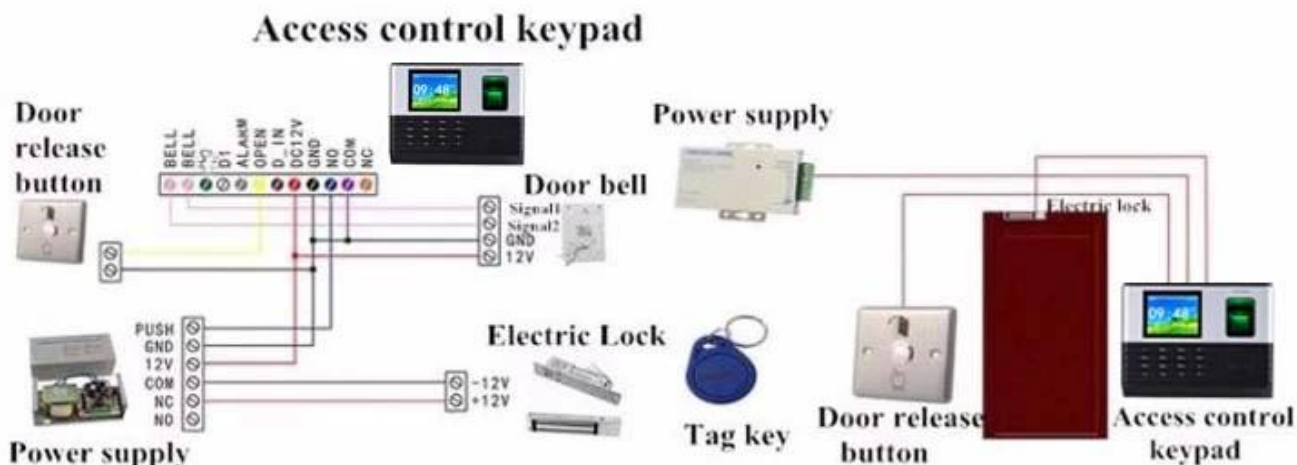 Access control keypad
Door
release
button
BELL
BELL
D1
ALAHM
OPEN
D_IN
DC12V
GND
NO
COM
NC
09:48
Door bell
Signal1
Signal2
GND
12V
Power supply
Electric lock
PUSH
GND
12V
COM
NC
NO
Power supply
Electric Lock
-12V
+12V
Tag key
Door release
button
09:48
Access control
keypad